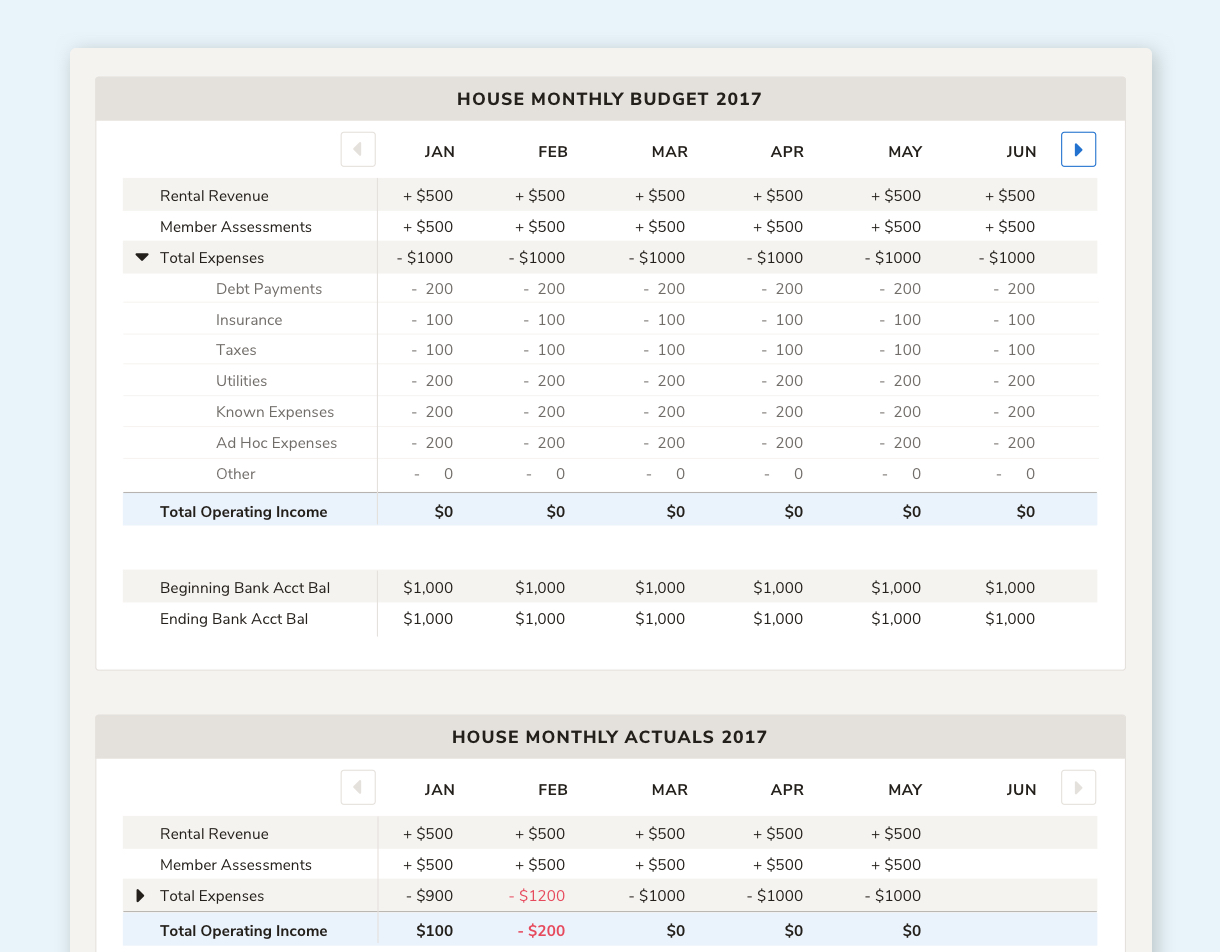 HOUSE MONTHLY BUDGET 2017
JAN FEB MAR APR MAY JUN
Rental Revenue + $500 + $500 + $500 + $500 + $500 + $500
Member Assessments + $500 + $500 + $500 + $500 + $500 + $500
Total Expenses - $1000 - $1000 - $1000 - $1000 - $1000 - $1000
Debt Payments - 200 - 200 - 200 - 200 - 200 - 200
Insurance - 100 - 100 - 100 - 100 - 100 - 100
Taxes - 100 - 100 - 100 - 100 - 100 - 100
Utilities - 200 - 200 - 200 - 200 - 200 - 200
Known Expenses - 200 - 200 - 200 - 200 - 200 - 200
Ad Hoc Expenses - 200 - 200 - 200 - 200 - 200 - 200
Other - 0 - 0 - 0 - 0 - 0 - 0
Total Operating Income $0 $0 $0 $0 $0 $0
Beginning Bank Acct Bal $1,000 $1,000 $1,000 $1,000 $1,000 $1,000
Ending Bank Acct Bal $1,000 $1,000 $1,000 $1,000 $1,000 $1,000
HOUSE MONTHLY ACTUALS 2017
JAN FEB MAR APR MAY JUN
Rental Revenue + $500 + $500 + $500 + $500 + $500
Member Assessments + $500 + $500 + $500 + $500 + $500
Total Expenses - $900 - $1200 - $1000 - $1000 - $1000
Total Operating Income $100 - $200 $0 $0 $0